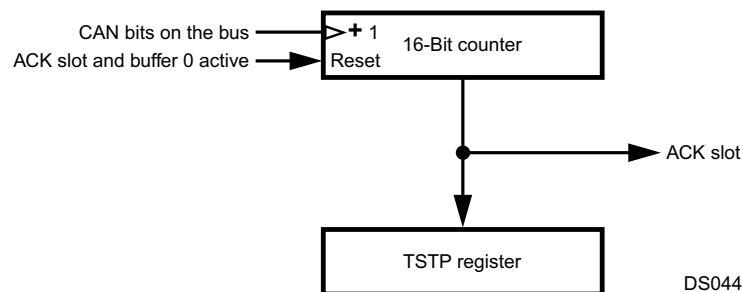 CAN bits on the bus
+ 1
16-Bit counter
ACK slot and buffer 0 active
Reset
ACK slot
TSTP register
DS044